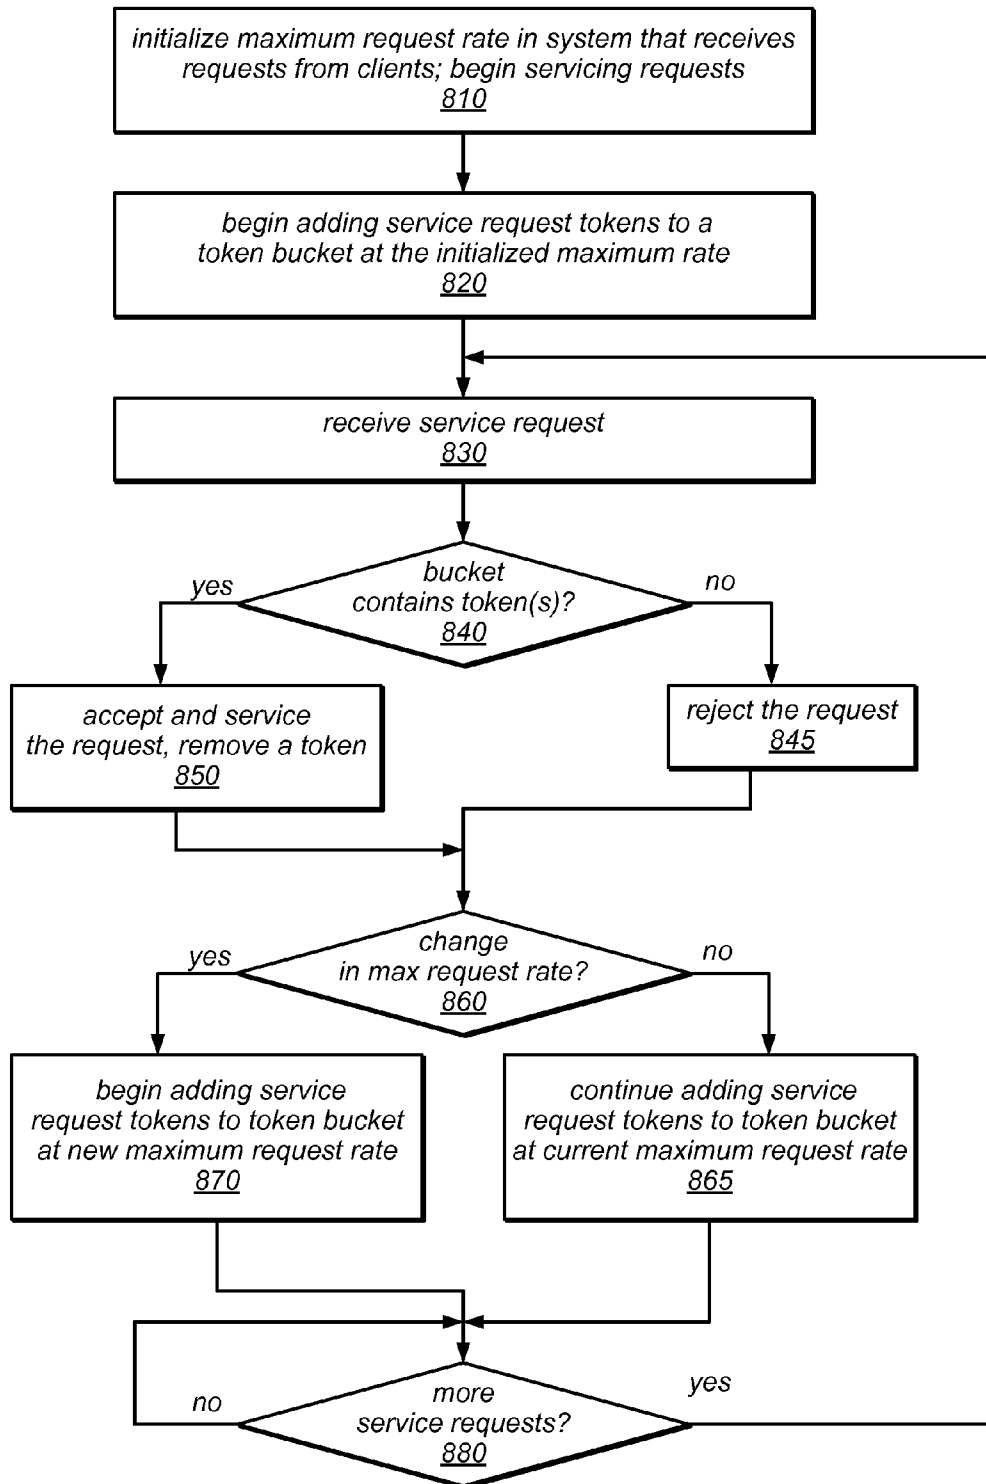 initialize maximum request rate in system that receives
requests from clients; begin servicing requests
810
begin adding service request tokens to a
token bucket at the initialized maximum rate
820
receive service request
830
yes
bucket
contains token(s)?
840
no
accept and service
the request, remove a token
850
reject the request
845
yes
change
in max request rate?
860
no
begin adding service
request tokens to token bucket
at new maximum request rate
870
continue adding service
request tokens to token bucket
at current maximum request rate
865
no
more
service requests?
880
yes